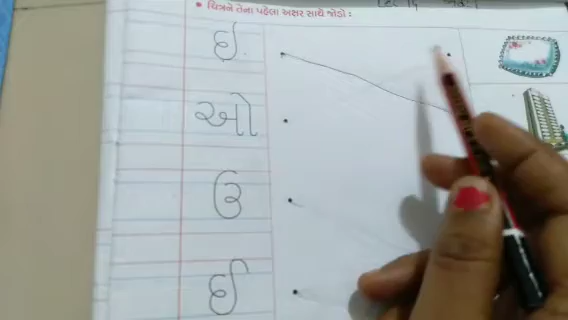 • ચિત્રને તેના પહેલા અક્ષર સાથે જોડો :
ઇ
ઓ
ઉ
ઈ